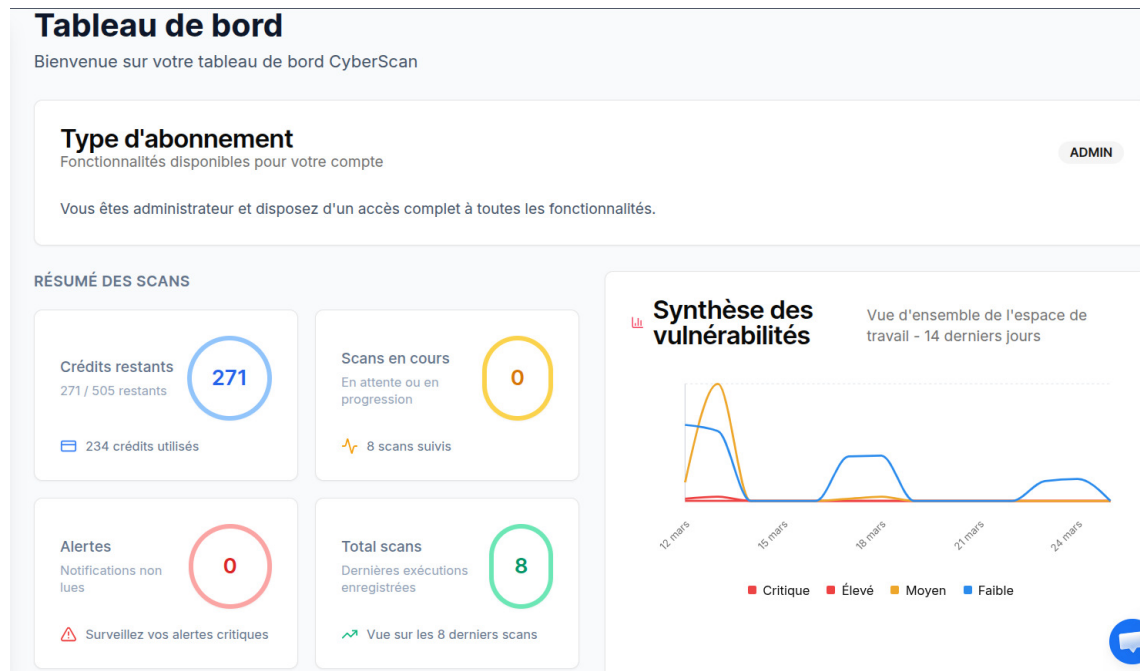 Tableau de bord
Bienvenue sur votre tableau de bord CyberScan
Type d'abonnement
Fonctionnalités disponibles pour votre compte
ADMIN
Vous êtes administrateur et disposez d'un accès complet à toutes les fonctionnalités.
RÉSUMÉ DES SCANS
Crédits restants
271 / 505 restants
271
234 crédits utilisés
Scans en cours
En attente ou en
progression
0
8 scans suivis
Alertes
Notifications non
lues
0
Surveillez vos alertes critiques
Total scans
Dernières exécutions
enregistrées
8
Vue sur les 8 derniers scans
Synthèse des
vulnérabilités
Vue d'ensemble de l'espace de
travail - 14 derniers jours
12 mars
15 mars
18 mars
21 mars
24 mars
Critique
Élevé
Moyen
Faible